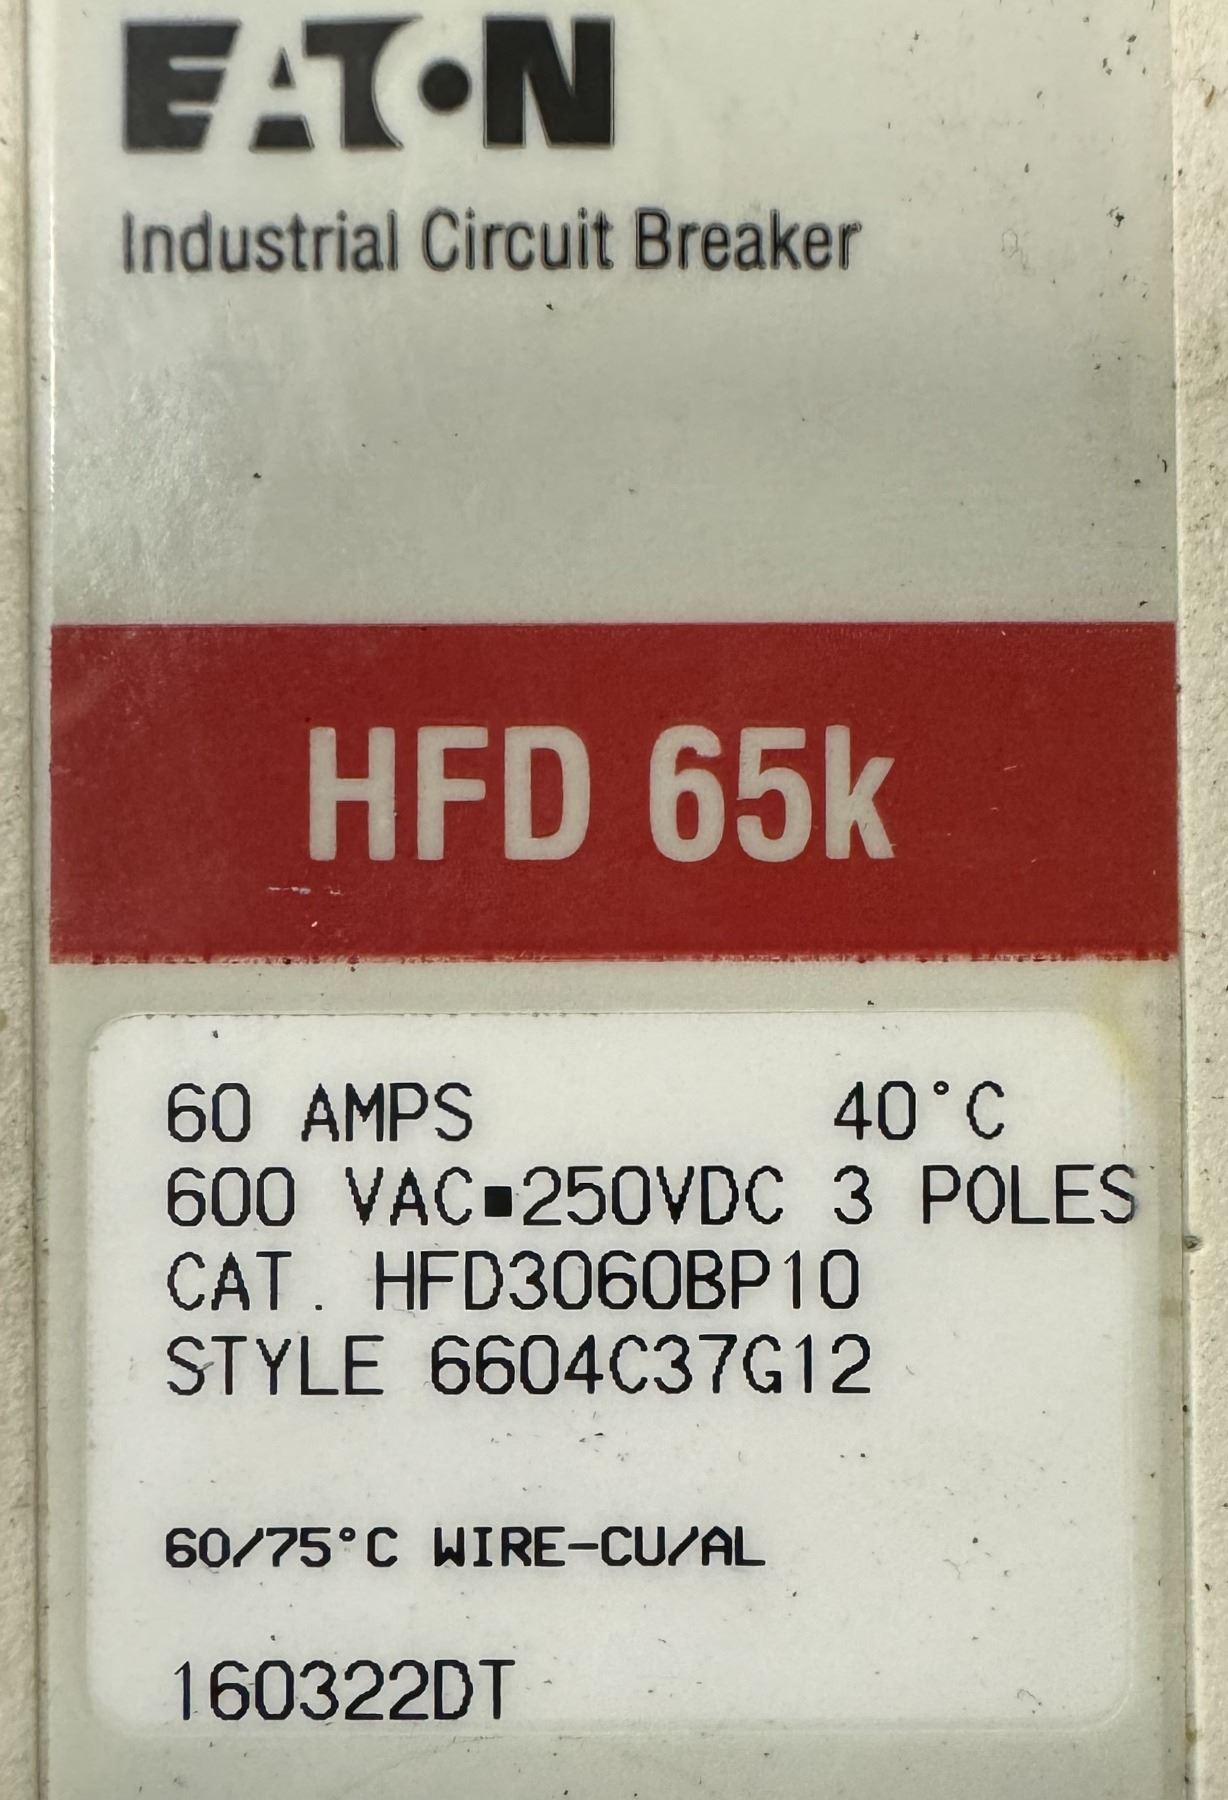 EATON
Industrial Circuit Breaker
HFD 65k
60 AMPS 40°C
600 VAC▪250VDC 3 POLES
CAT. HFD3060BP10
STYLE 6604C37G12
60/75°C WIRE-CU/AL
160322DT